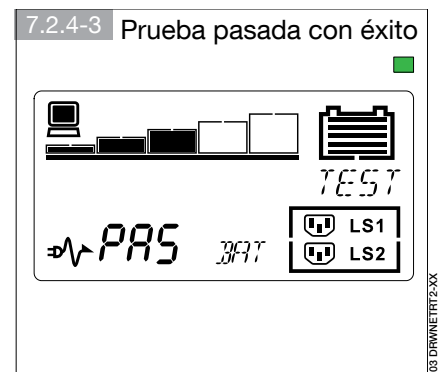 7.2.4-3 Prueba pasada con éxito
TEST
PAS BAT
LS1
LS2
03 DRWNETRT2-XX